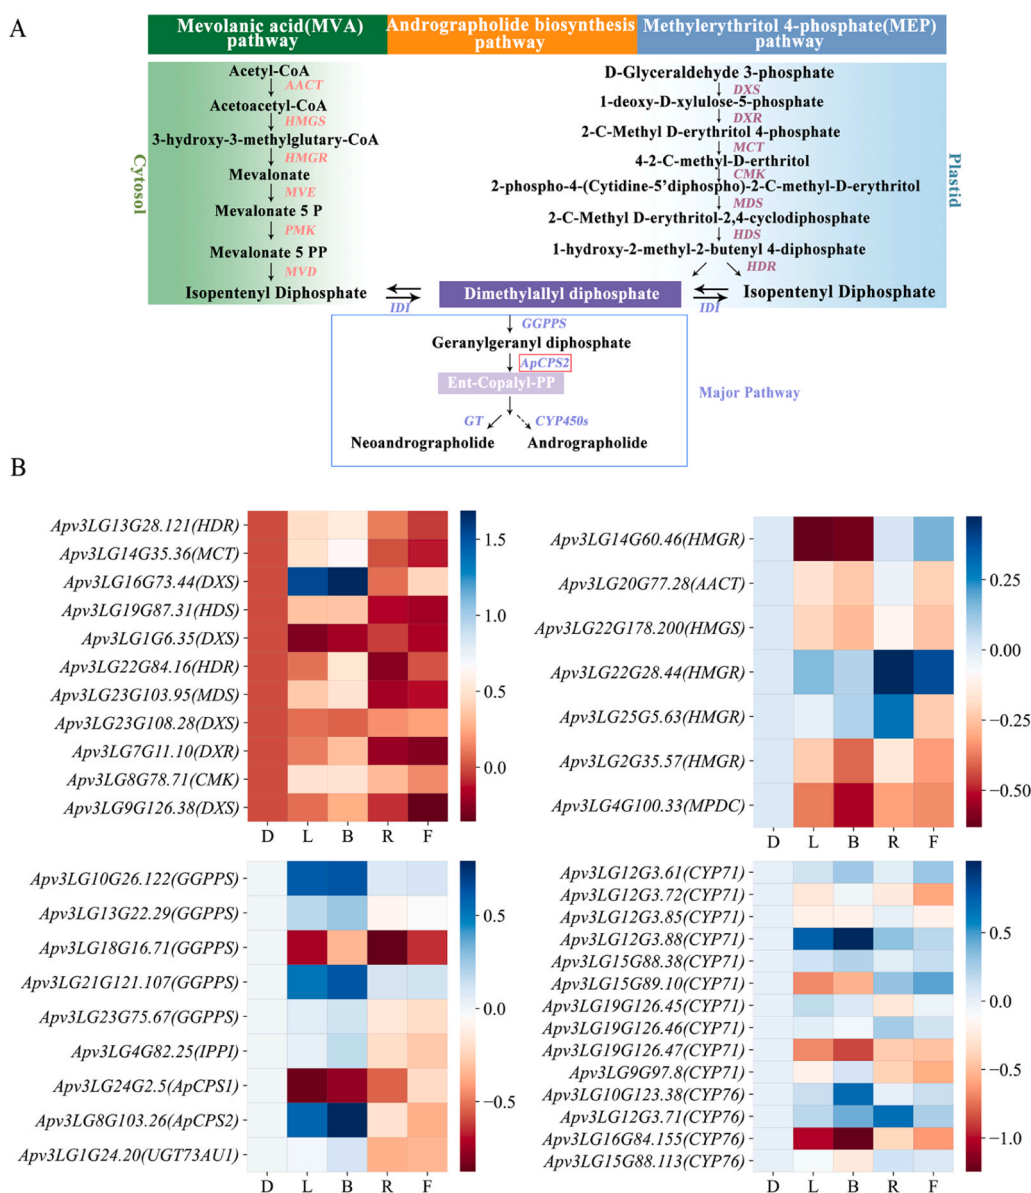 A
Mevolanic acid(MVA)
pathway
Andrographolide biosynthesis
pathway
Methylerythritol 4-phosphate(MEP)
pathway
Cytosol
Acetyl-CoA
AACT
Acetoacetyl-CoA
HMGS
3-hydroxy-3-methylglutary-CoA
HMGR
Mevalonate
MVE
Mevalonate 5 P
PMK
Mevalonate 5 PP
MVD
Isopentenyl Diphosphate
D-Glyceraldehyde 3-phosphate
DXS
1-deoxy-D-xylulose-5-phosphate
DXR
2-C-Methyl D-erythritol 4-phosphate
MCT
4-2-C-methyl-D-erthritol
CMK
2-phospho-4-(Cytidine-5'diphospho)-2-C-methyl-D-erythritol
MDS
2-C-Methyl D-erythritol-2,4-cyclodiphosphate
HDS
1-hydroxy-2-methyl-2-butenyl 4-diphosphate
HDR
Plastid
IDI
Dimethylallyl diphosphate
IDI
Isopentenyl Diphosphate
GGPPS
Geranylgeranyl diphosphate
ApCPS2
Ent-Copalyl-PP
Major Pathway
GT
CYP450s
Neoandrographolide
Andrographolide
B
Apv3LG13G28.121(HDR)
Apv3LG14G35.36(MCT)
Apv3LG16G73.44(DXS)
Apv3LG19G87.31(HDS)
Apv3LG1G6.35(DXS)
Apv3LG22G84.16(HDR)
Apv3LG23G103.95(MDS)
Apv3LG23G108.28(DXS)
Apv3LG7G11.10(DXR)
Apv3LG8G78.71(CMK)
Apv3LG9G126.38(DXS)
D L B R F
1.5
1.0
0.5
0.0
Apv3LG14G60.46(HMGR)
Apv3LG20G77.28(AACT)
Apv3LG22G178.200(HMGS)
Apv3LG22G28.44(HMGR)
Apv3LG25G5.63(HMGR)
Apv3LG2G35.57(HMGR)
Apv3LG4G100.33(MPDC)
D L B R F
0.25
0.00
−0.25
−0.50
Apv3LG10G26.122(GGPPS)
Apv3LG13G22.29(GGPPS)
Apv3LG18G16.71(GGPPS)
Apv3LG21G121.107(GGPPS)
Apv3LG23G75.67(GGPPS)
Apv3LG4G82.25(IPPI)
Apv3LG24G2.5(ApCPS1)
Apv3LG8G103.26(ApCPS2)
Apv3LG1G24.20(UGT73AU1)
D L B R F
0.5
0.0
−0.5
Apv3LG12G3.61(CYP71)
Apv3LG12G3.72(CYP71)
Apv3LG12G3.85(CYP71)
Apv3LG12G3.88(CYP71)
Apv3LG15G88.38(CYP71)
Apv3LG15G89.10(CYP71)
Apv3LG19G126.45(CYP71)
Apv3LG19G126.46(CYP71)
Apv3LG19G126.47(CYP71)
Apv3LG9G97.8(CYP71)
Apv3LG10G123.38(CYP76)
Apv3LG12G3.71(CYP76)
Apv3LG16G84.155(CYP76)
Apv3LG15G88.113(CYP76)
D L B R F
0.5
0.0
−0.5
−1.0